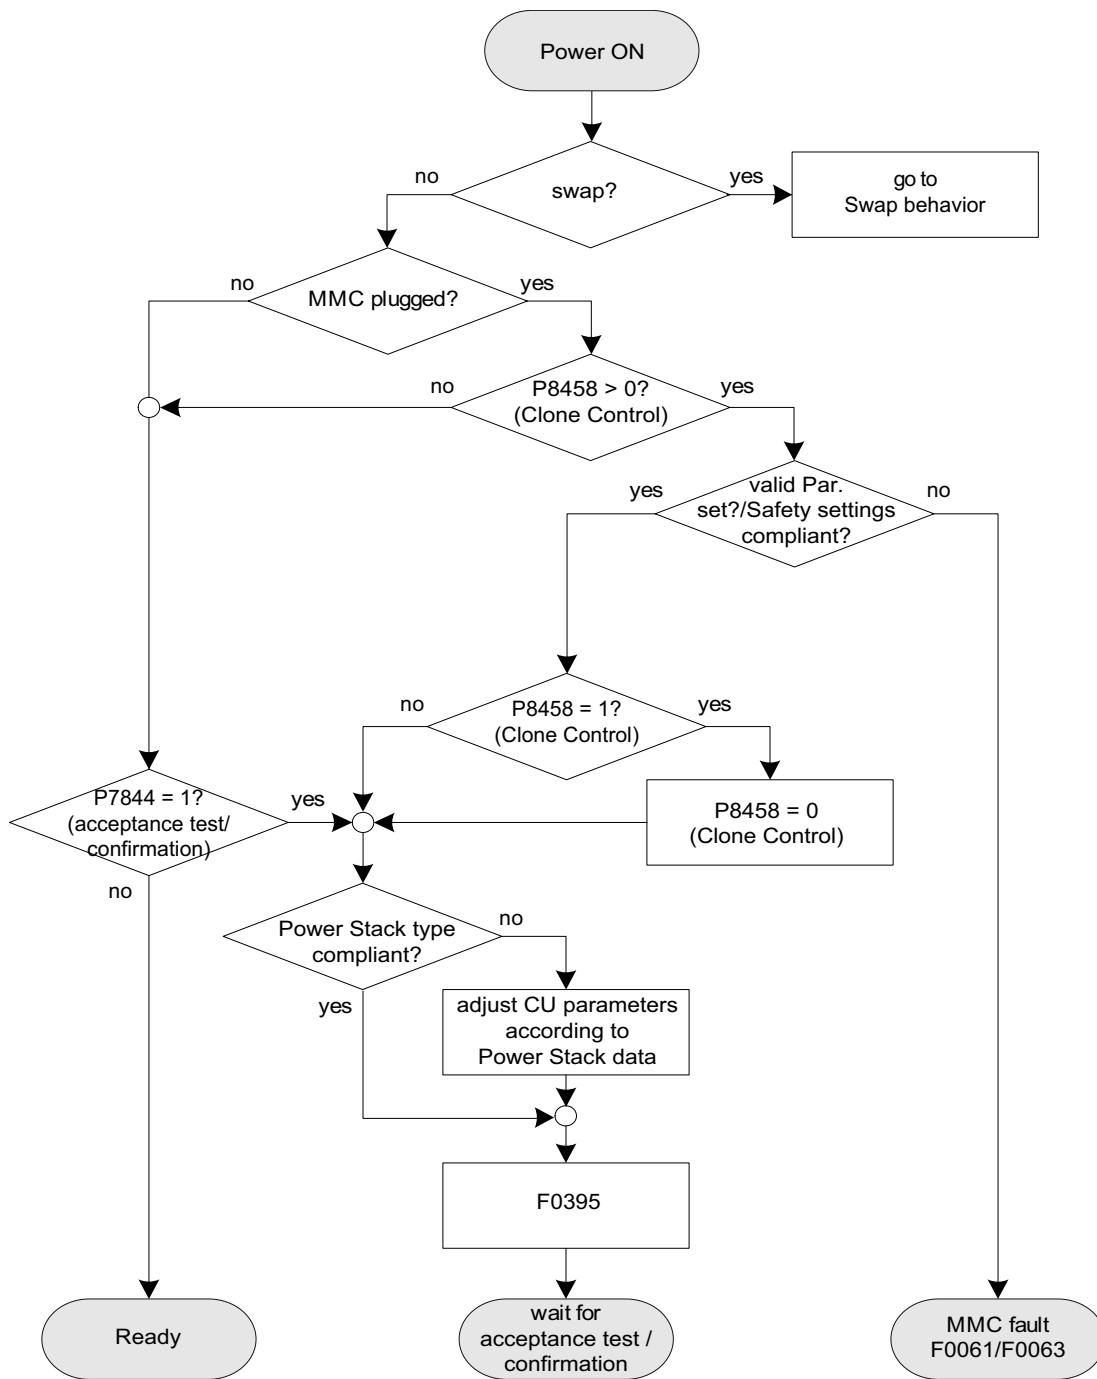 Power ON
swap?
no
yes
go to
Swap behavior
MMC plugged?
no
yes
P8458 > 0?
(Clone Control)
no
yes
valid Par.
set?/Safety settings
compliant?
yes
no
P8458 = 1?
(Clone Control)
no
yes
P7844 = 1?
(acceptance test/
confirmation)
yes
no
P8458 = 0
(Clone Control)
Power Stack type
compliant?
no
yes
adjust CU parameters
according to
Power Stack data
F0395
Ready
wait for
acceptance test /
confirmation
MMC fault
F0061/F0063